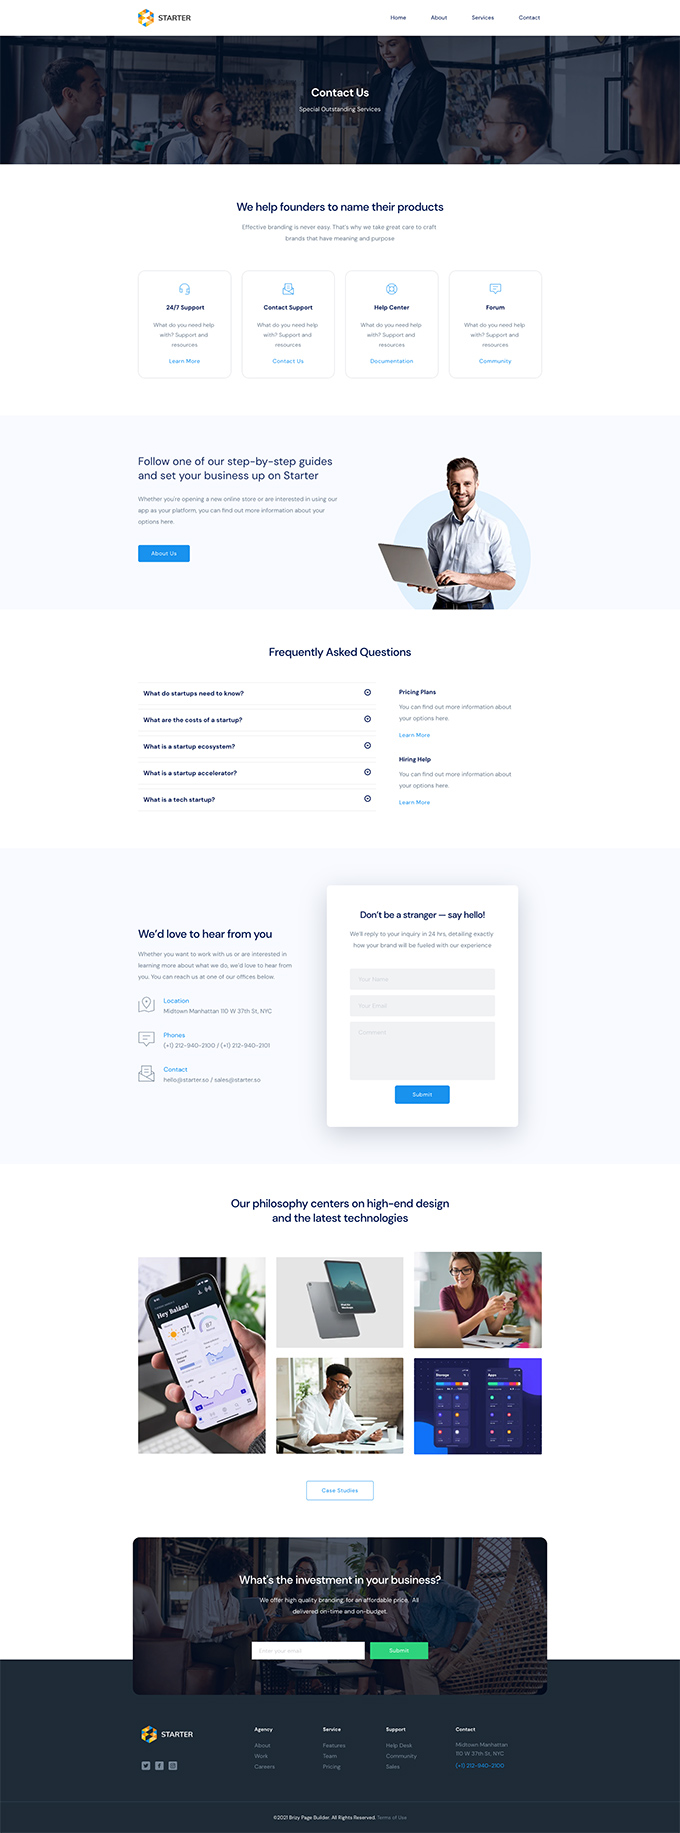 STARTER
Home About Services Contact
Contact Us
Special Outstanding Services
We help founders to name their products
Effective branding is never easy. That's why we take great care to craft
brands that have meaning and purpose
24/7 Support
What do you need help
with? Support and
resources
Learn More
Contact Support
What do you need help
with? Support and
resources
Contact Us
Help Center
What do you need help
with? Support and
resources
Documentation
Forum
What do you need help
with? Support and
resources
Community
Follow one of our step-by-step guides
and set your business up on Starter
Whether you're opening a new online store or are interested in using our
app as your platform, you can find out more information about your
options here.
About Us
Frequently Asked Questions
What do startups need to know?
What are the costs of a startup?
What is a startup ecosystem?
What is a startup accelerator?
What is a tech startup?
Pricing Plans
You can find out more information about
your options here.
Learn More
Hiring Help
You can find out more information about
your options here.
Learn More
We'd love to hear from you
Whether you want to work with us or are interested in
learning more about what we do, we'd love to hear from
you. You can reach us at one of our offices below.
Location
Midtown Manhattan 110 W 37th St, NYC
Phones
(+1) 212-940-2100 / (+1) 212-940-2101
Contact
hello@starter.so / sales@starter.so
Don't be a stranger — say hello!
We'll reply to your inquiry in 24 hrs, detailing exactly
how your brand will be fueled with our experience
Your Name
Your Email
Comment
Submit
Our philosophy centers on high-end design
and the latest technologies
Hey Balázs!
17°
87
Storage
Apps
Case Studies
What's the investment in your business?
We offer high quality branding, for an affordable price. All
delivered on-time and on-budget.
Enter your email
Submit
STARTER
Agency
About
Work
Careers
Service
Features
Team
Pricing
Support
Help Desk
Community
Sales
Contact
Midtown Manhattan
110 W 37th St, NYC
(+1) 212-940-2100
©2021 Brizy Page Builder. All Rights Reserved. Terms of Use